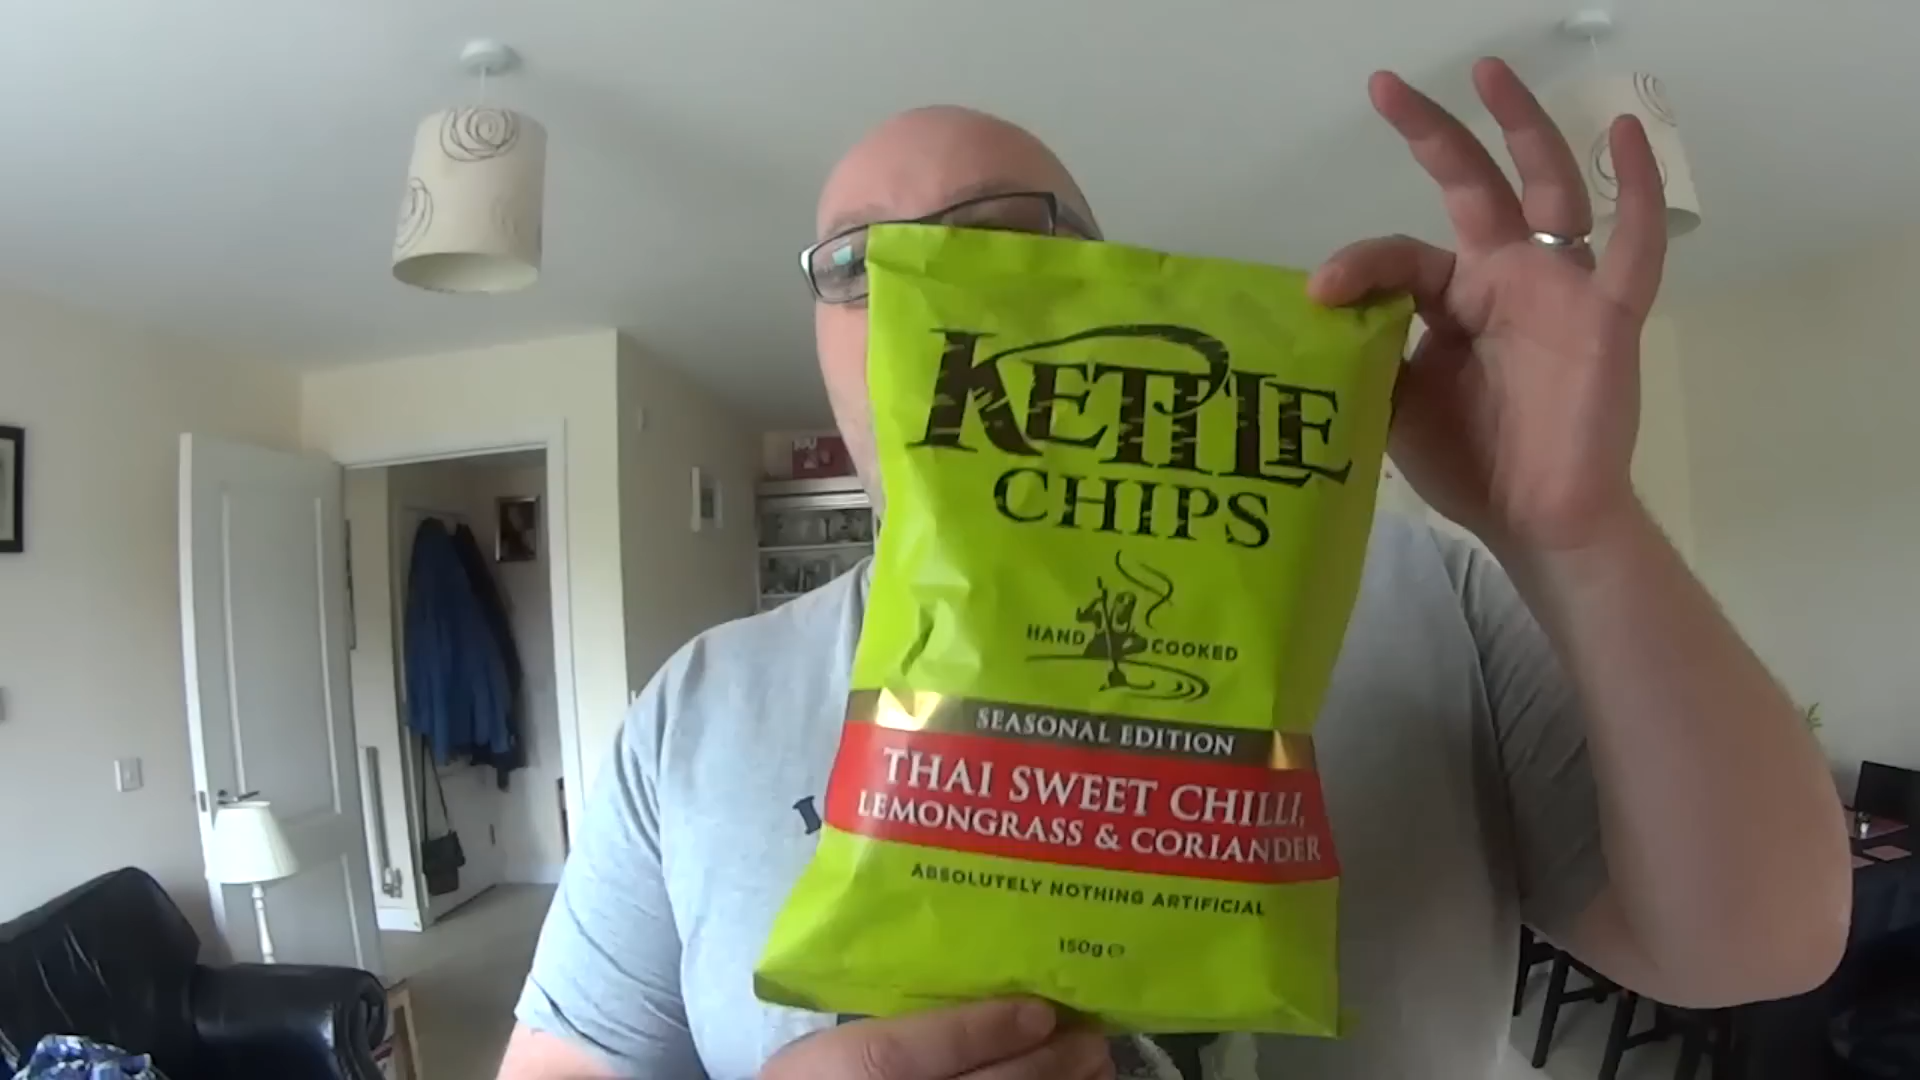 KETTLE
CHIPS
HAND COOKED
SEASONAL EDITION
THAI SWEET CHILLI,
LEMONGRASS & CORIANDER
ABSOLUTELY NOTHING ARTIFICIAL
150g ℮